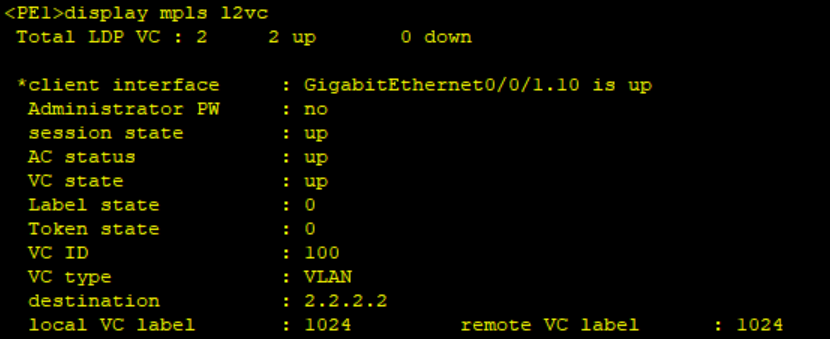 <PE1>display mpls l2vc
Total LDP VC : 2     2 up       0 down
*client interface     : GigabitEthernet0/0/1.10 is up
Administrator PW     : no
session state        : up
AC status            : up
VC state             : up
Label state          : 0
Token state          : 0
VC ID                : 100
VC type              : VLAN
destination          : 2.2.2.2
local VC label       : 1024         remote VC label      : 1024